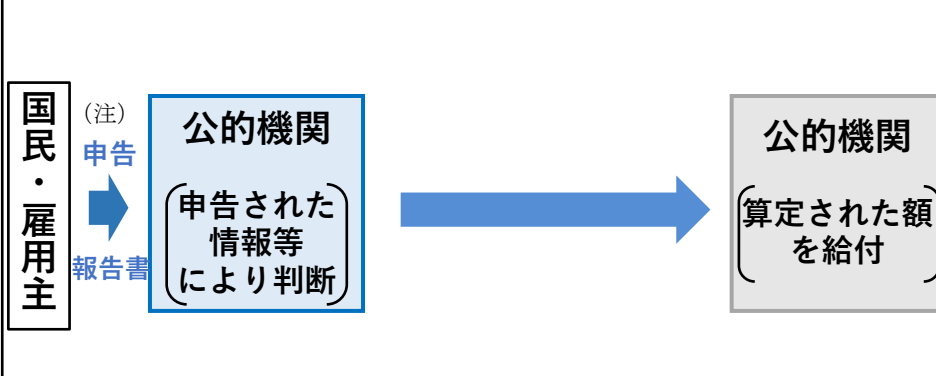 国民・雇用主
（注）
申告
報告書
公的機関
申告された
情報等
により判断
公的機関
算定された額
を給付